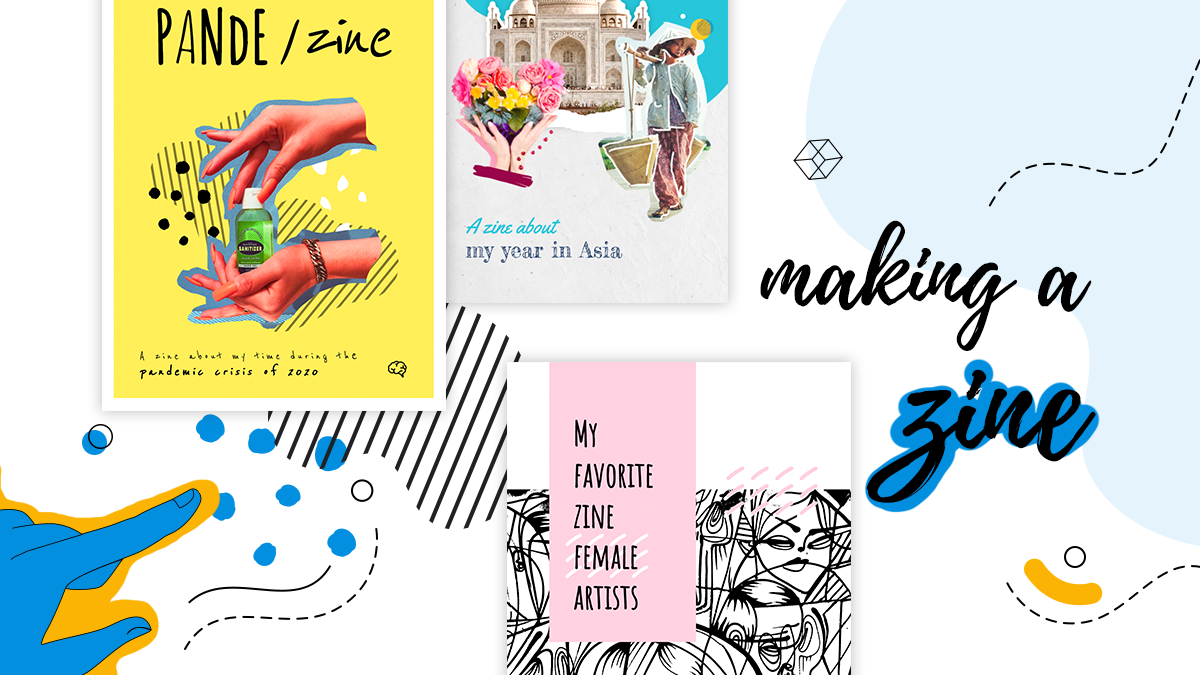 PANDE / zine
SANITIZER
A zine about my time during the
pandemic crisis of 2020
A zine about
my year in Asia
My
favorite
zine
female
artists
making a
zine